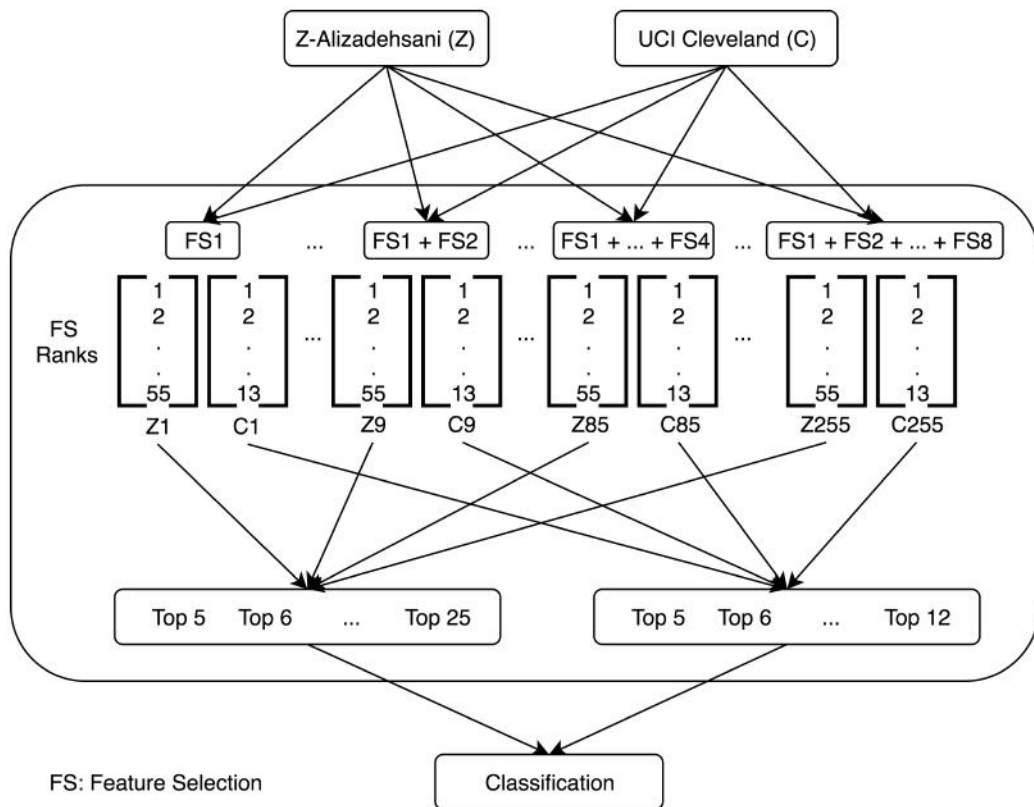 Z-Alizadehsani (Z)
UCI Cleveland (C)
FS1 ... FS1 + FS2 ... FS1 + ... + FS4 ... FS1 + FS2 + ... + FS8
FS
Ranks
1 1 1 1 1 1 1 1
2 2 ... 2 2 ... 2 2 ... 2 2
. . . . . . . .
. . . . . . . .
55 13 55 13 55 13 55 13
Z1 C1 Z9 C9 Z85 C85 Z255 C255
Top 5 Top 6 ... Top 25
Top 5 Top 6 ... Top 12
FS: Feature Selection
Classification